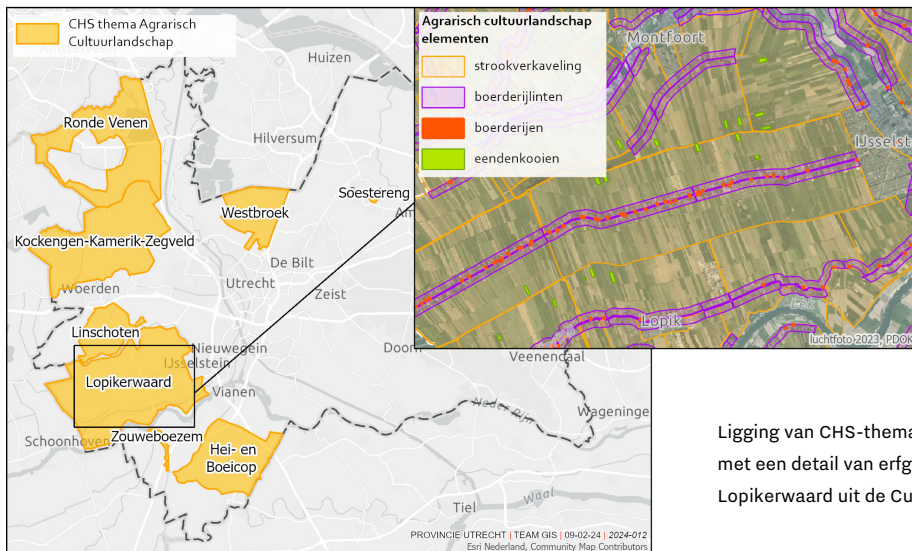 CHS thema Agrarisch
Cultuurlandschap
Huizen
Ronde Venen
Hilversum
Soestereng
Westbroek
Kockengen-Kamerik-Zegveld
De Bilt
Utrecht
Woerden
Zeist
Linschoten
Nieuwegein
IJsselstein
Doorn
Veenendaal
Lopikerwaard
Vianen
Neder Rijn
Wageninge
Schoonhoven
Zouweboezem
Hei- en
Boeicop
Tiel
Waal
PROVINCIE UTRECHT | TEAM GIS | 09-02-24 | 2024-012
Esri Nederland, Community Map Contributors
Agrarisch cultuurlandschap
elementen
strookverkaveling
boerderijlinten
boerderijen
eendenkooien
Montfoort
IJsselst
Lopik
Lek
luchtfoto 2023, PDOK
Ligging van CHS-thema
met een detail van erfg
Lopikerwaard uit de Cu